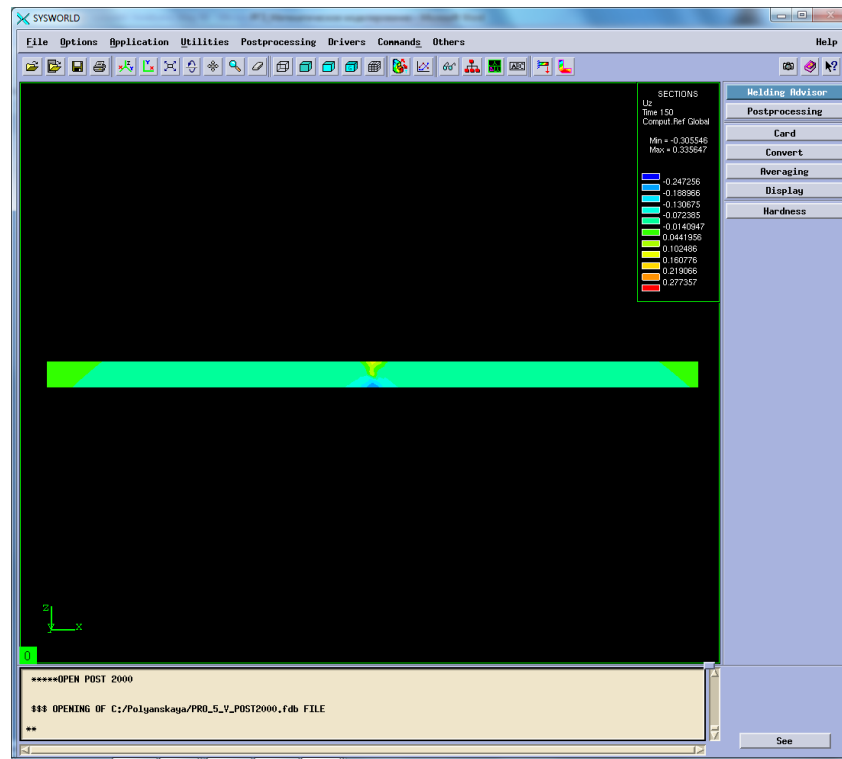 SYSWORLD
File Options Application Utilities Postprocessing Drivers Commands Others Help
SECTIONS
Uz
Time 150
Comput.Ref Global
Min = -0.305546
Max = 0.335647
-0.247256
-0.188966
-0.130675
-0.072385
-0.0140947
0.0441956
0.102486
0.160776
0.219066
0.277357
Welding Advisor
Postprocessing
Card
Convert
Averaging
Display
Hardness
z
y x
0
*****OPEN POST 2000
$$$ OPENING OF C:/Polyanskaya/PRO_5_V_POST2000.fdb FILE
**
See